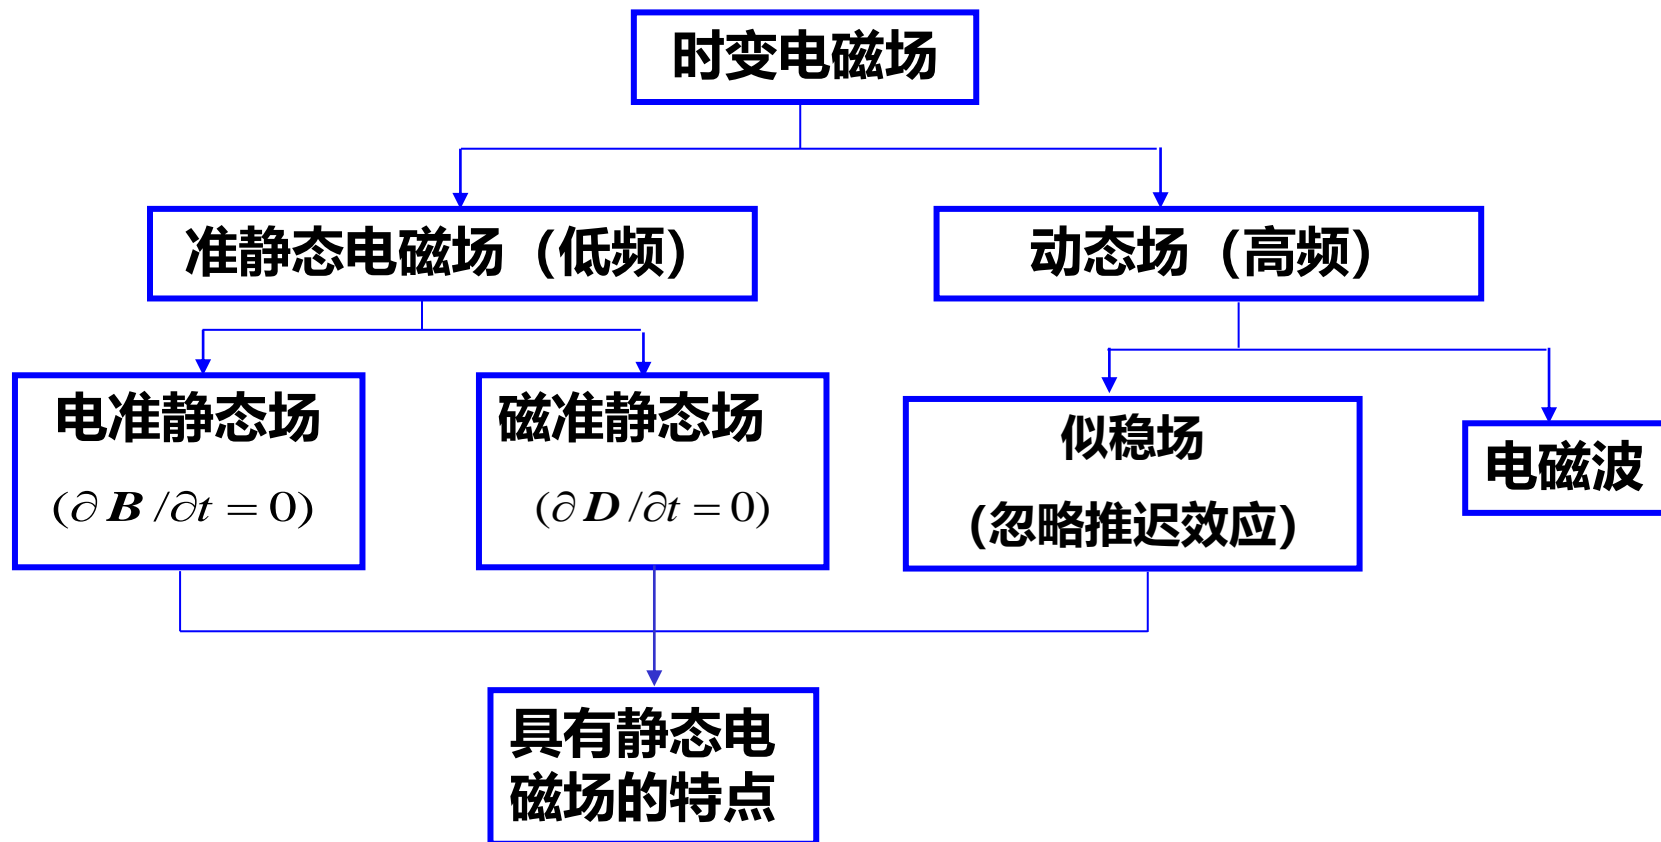 时变电磁场
准静态电磁场（低频）
动态场（高频）
电准静态场
(∂B/∂t=0)
磁准静态场
(∂D/∂t=0)
似稳场
（忽略推迟效应）
电磁波
具有静态电
磁场的特点